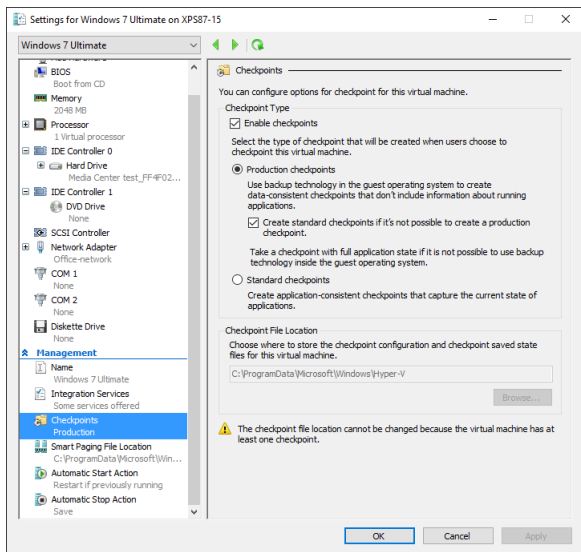 Settings for Windows 7 Ultimate on XPS87-15
Windows 7 Ultimate
BIOS
Boot from CD
Memory
2048 MB
Processor
1 Virtual processor
IDE Controller 0
Hard Drive
Media Center test_FF4F02...
IDE Controller 1
DVD Drive
None
SCSI Controller
Network Adapter
Office-network
COM 1
None
COM 2
None
Diskette Drive
None
Management
Name
Windows 7 Ultimate
Integration Services
Some services offered
Checkpoints
Production
Smart Paging File Location
C:\ProgramData\Microsoft\Win...
Automatic Start Action
Restart if previously running
Automatic Stop Action
Save
Checkpoints
You can configure options for checkpoint for this virtual machine.
Checkpoint Type
Enable checkpoints
Select the type of checkpoint that will be created when users choose to
checkpoint this virtual machine.
Production checkpoints
Use backup technology in the guest operating system to create
data-consistent checkpoints that don't include information about running
applications.
Create standard checkpoints if it's not possible to create a production
checkpoint.
Take a checkpoint with full application state if it is not possible to use backup
technology inside the guest operating system.
Standard checkpoints
Create application-consistent checkpoints that capture the current state of
applications.
Checkpoint File Location
Choose where to store the checkpoint configuration and checkpoint saved state
files for this virtual machine.
C:\ProgramData\Microsoft\Windows\Hyper-V
Browse...
The checkpoint file location cannot be changed because the virtual machine has at
least one checkpoint.
OK
Cancel
Apply